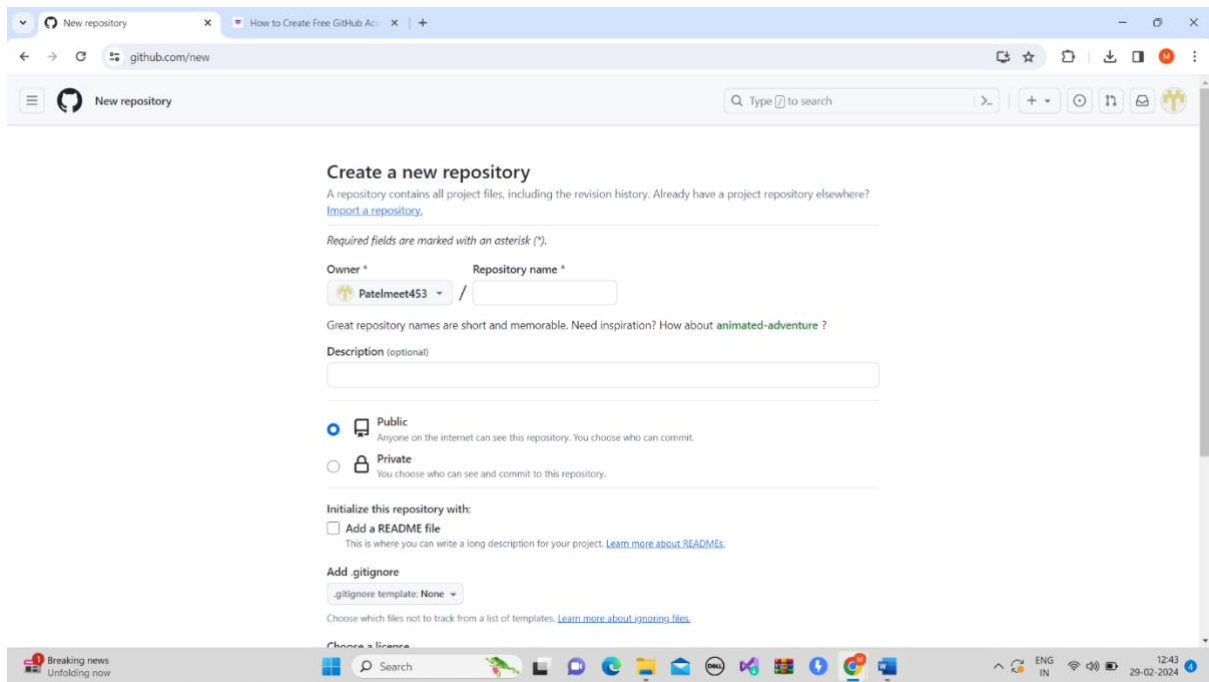 New repository
How to Create Free GitHub Acc
github.com/new
M
New repository
Type / to search
Create a new repository
A repository contains all project files, including the revision history. Already have a project repository elsewhere?
Import a repository.
Required fields are marked with an asterisk (*).
Owner * Repository name *
Patelmeet453 /
Great repository names are short and memorable. Need inspiration? How about animated-adventure ?
Description (optional)
Public
Anyone on the internet can see this repository. You choose who can commit.
Private
You choose who can see and commit to this repository.
Initialize this repository with:
Add a README file
This is where you can write a long description for your project. Learn more about READMEs.
Add .gitignore
.gitignore template: None
Choose which files not to track from a list of templates. Learn more about ignoring files.
Choose a license
1
Breaking news
Unfolding now
Search
DELL
M
ENG
IN
12:43
29-02-2024
4